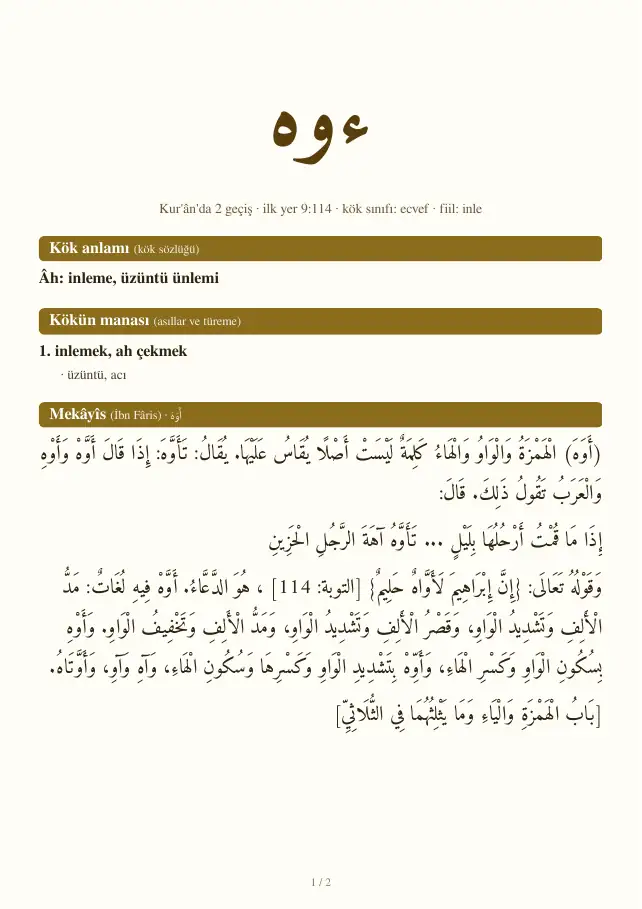 ءوه
Kur'ân'da 2 geçiş · ilk yer 9:114 · kök sınıfı: ecvef · fiil: inle
Kök anlamı (kök sözlüğü)
Âh: inleme, üzüntü ünlemi
Kökün manası (asıllar ve türeme)
1. inlemek, ah çekmek
· üzüntü, acı
Mekâyîs (İbn Fâris) · أَوَهَ
(أَوَهَ) الْهَمْزَةُ وَالْوَاوُ وَالْهَاءُ كَلِمَةٌ لَيْسَتْ أَصْلًا يُقَاسُ عَلَيْهَا. يُقَالُ: تَأَوَّهَ: إِذَا قَالَ أَوَّهْ وَأَوْهِ
وَالْعَرَبُ تَقُولُ ذَلِكَ. قَالَ:
إِذَا مَا قُمْتُ أَرْحُلُهَا بِلَيْلٍ ... تَأَوَّهُ آهَةَ الرَّجُلِ الْحَزِينِ
وَقَوْلُهُ تَعَالَى: {إِنَّ إِبْرَاهِيمَ لَأَوَّاهٌ حَلِيمٌ} [التوبة: 114] ، هُوَ الدَّعَّاءُ. أَوَّهْ فِيهِ لُغَاتٌ: مَدُّ
الْأَلِفِ وَتَشْدِيدُ الْوَاوِ، وَقَصْرُ الْأَلِفِ وَتَشْدِيدُ الْوَاوِ، وَمَدُّ الْأَلِفِ وَتَخْفِيفُ الْوَاوِ. وَأَوْهِ
بِسُكُونِ الْوَاوِ وَكَسْرِ الْهَاءِ، وَأَوِّهْ بِتَشْدِيدِ الْوَاوِ وَكَسْرِهَا وَسُكُونِ الْهَاءِ، وَآهِ وَآوِ، وَأَوَّتَاهُ.
[بَابُ الْهَمْزَةِ وَالْيَاءِ وَمَا يَثْلِثُهُمَا فِي الثُّلَاثِيِّ]
1 / 2